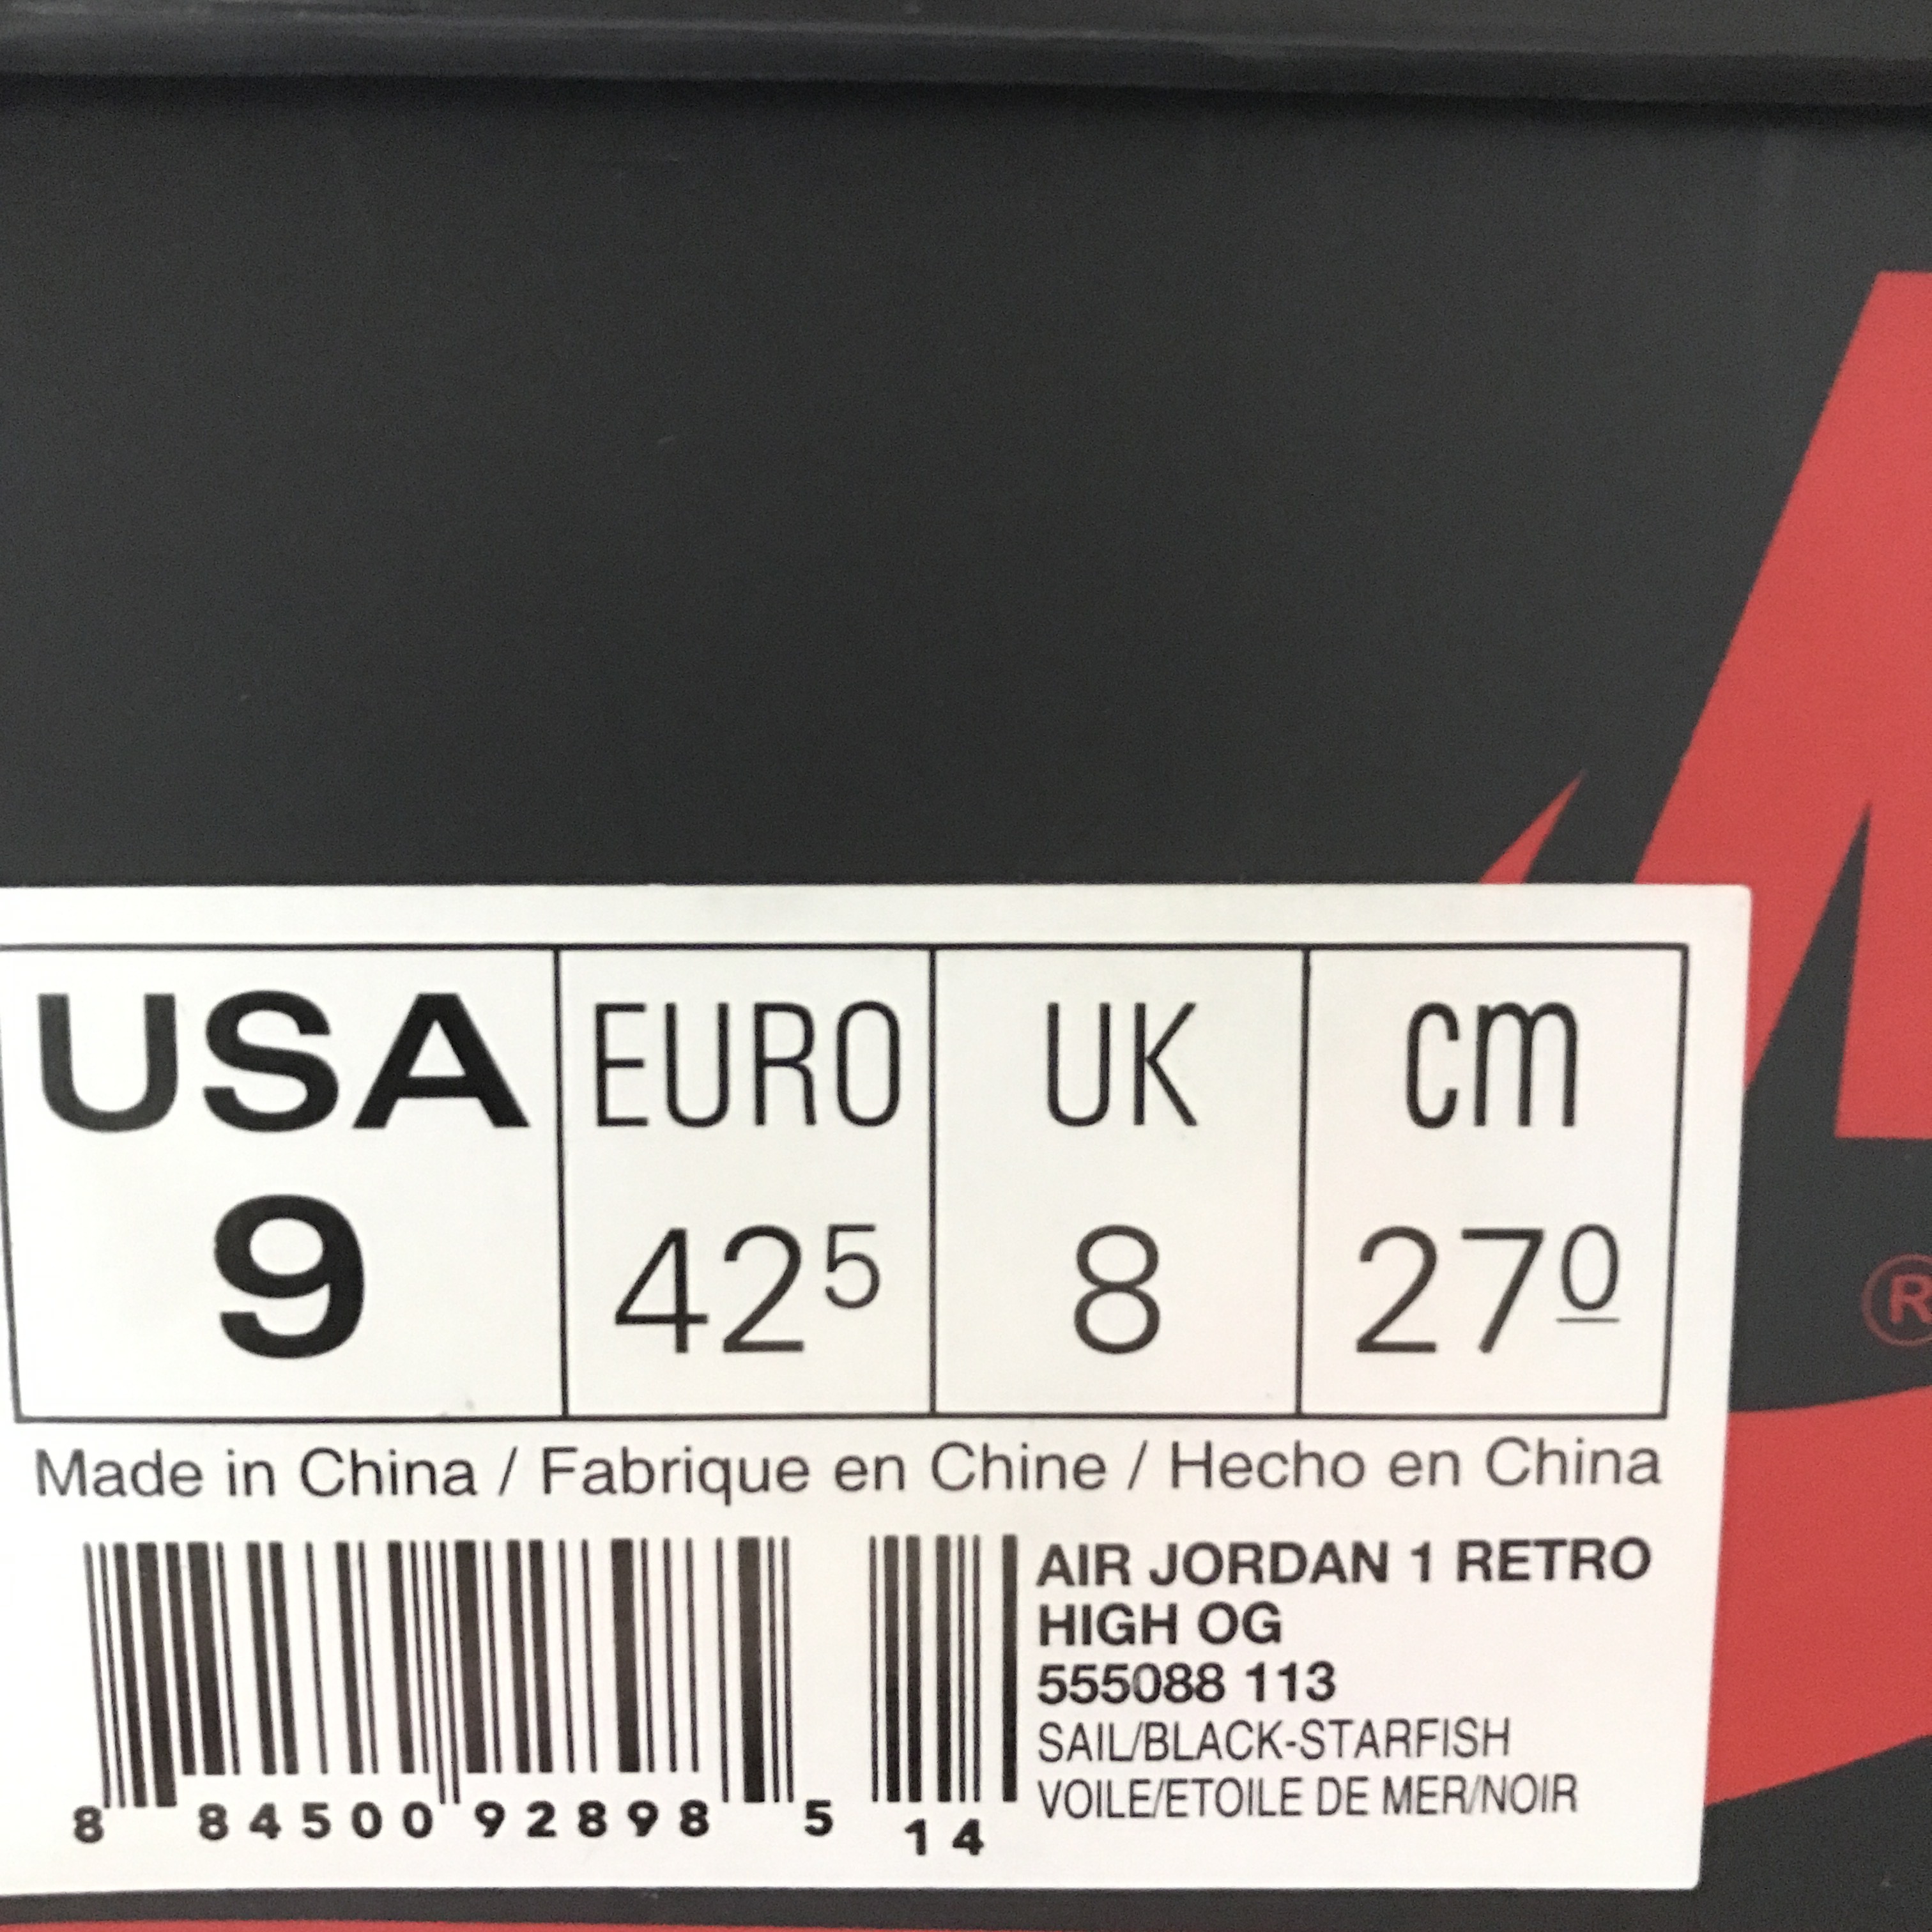 USA EURO UK cm
9 42⁵ 8 27⁰
®
Made in China / Fabrique en Chine / Hecho en China
AIR JORDAN 1 RETRO
HIGH OG
555088 113
SAIL/BLACK-STARFISH
VOILE/ETOILE DE MER/NOIR
8 84500 92898 5 14